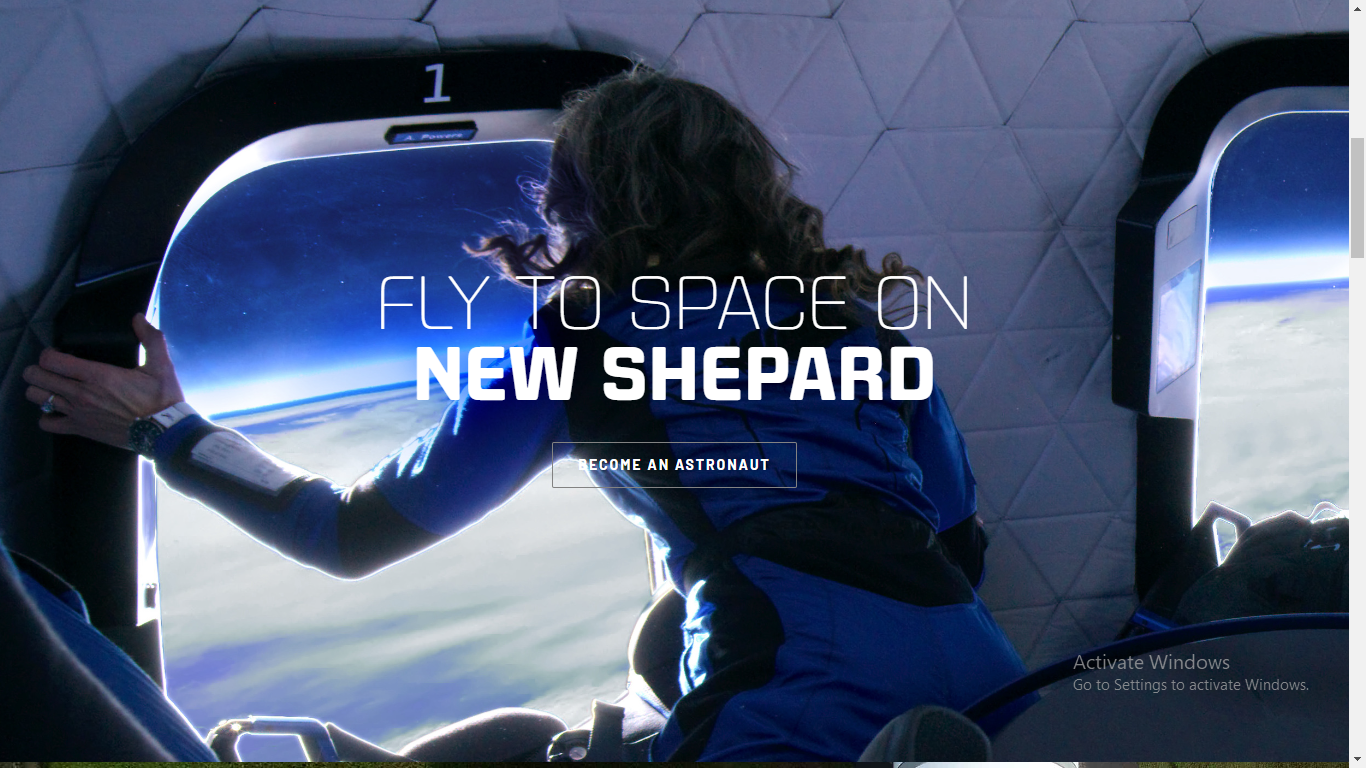 1
A. Powers
FLY TO SPACE ON
NEW SHEPARD
BECOME AN ASTRONAUT
Activate Windows
Go to Settings to activate Windows.